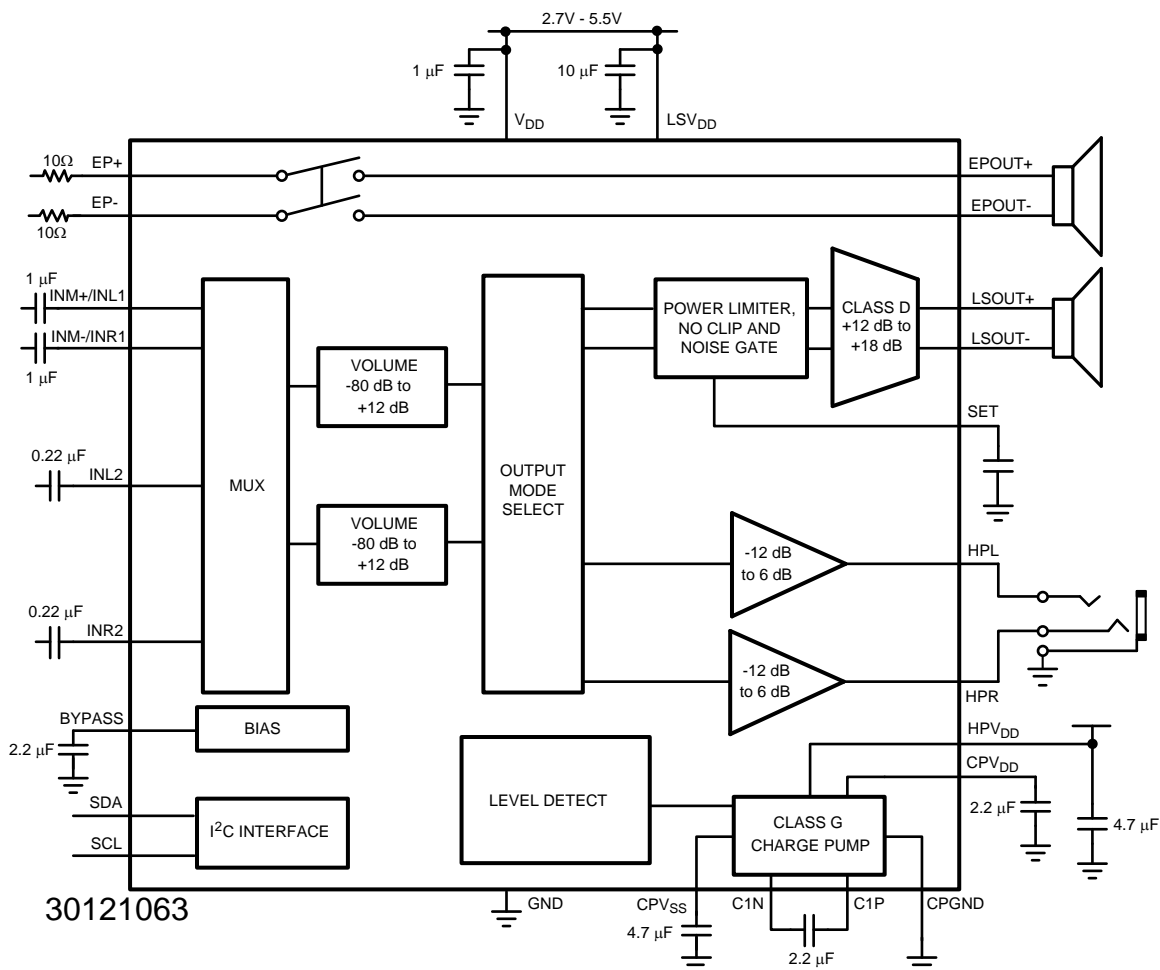 2.7V - 5.5V
1 µF
10 µF
V_DD
LSV_DD
10Ω
EP+
EPOUT+
EP-
EPOUT-
10Ω
1 µF
INM+/INL1
INM-/INR1
1 µF
POWER LIMITER,
NO CLIP AND
NOISE GATE
CLASS D
+12 dB to
+18 dB
LSOUT+
LSOUT-
VOLUME
-80 dB to
+12 dB
SET
0.22 µF
INL2
MUX
OUTPUT
MODE
SELECT
VOLUME
-80 dB to
+12 dB
-12 dB
to 6 dB
HPL
0.22 µF
INR2
-12 dB
to 6 dB
HPR
BYPASS
BIAS
2.2 µF
HPV_DD
CPV_DD
LEVEL DETECT
2.2 µF
4.7 µF
SDA
I²C INTERFACE
SCL
CLASS G
CHARGE PUMP
30121063
GND
CPV_SS
C1N
C1P
CPGND
4.7 µF
2.2 µF